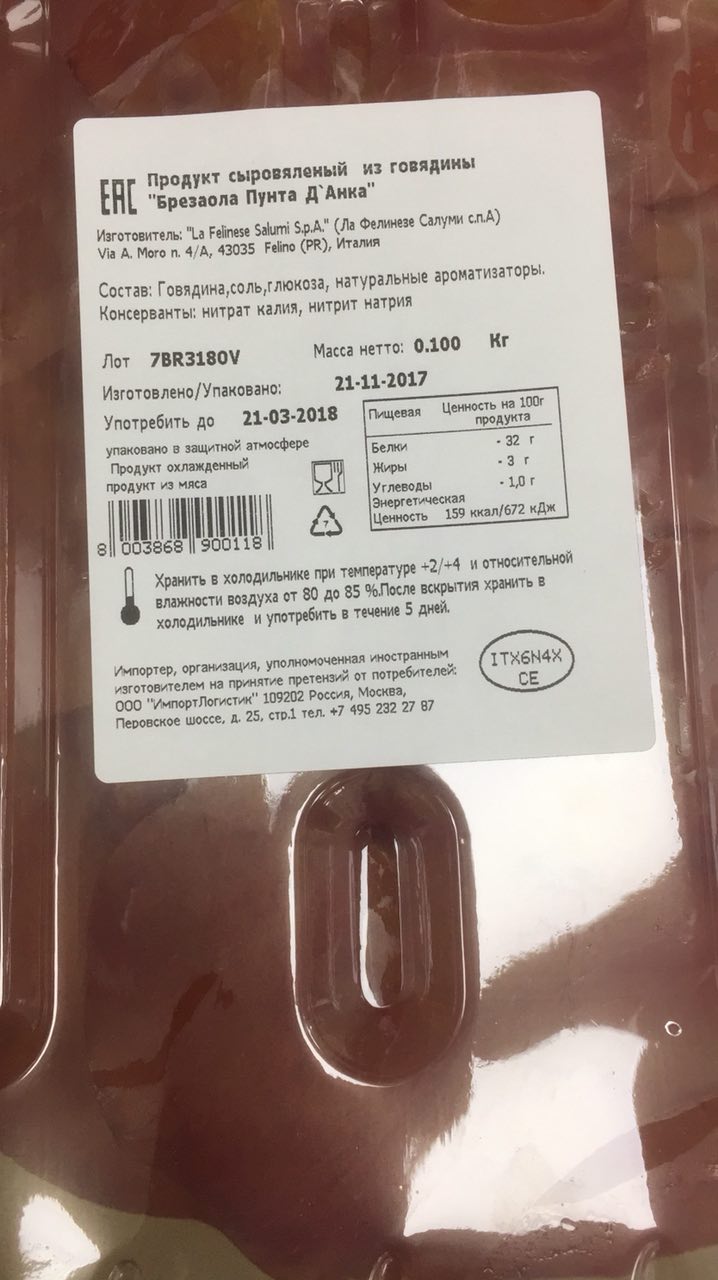 EAC
Продукт сыровяленый из говядины
"Брезаола Пунта Д`Анка"
Изготовитель: "La Felinese Salumi S.p.A." (Ла Фелинезе Салуми с.п.А)
Via A. Moro n. 4/A, 43035 Felino (PR), Италия
Состав: Говядина,соль,глюкоза, натуральные ароматизаторы.
Консерванты: нитрат калия, нитрит натрия
Лот 7BR3180V Масса нетто: 0.100 Кг
Изготовлено/Упаковано: 21-11-2017
Употребить до 21-03-2018
упаковано в защитной атмосфере
Продукт охлажденный
продукт из мяса
Пищевая Ценность на 100г
продукта
Белки - 32 г
Жиры - 3 г
Углеводы - 1,0 г
Энергетическая
Ценность 159 ккал/672 кДж
7
8 003868 900118
Хранить в холодильнике при температуре +2/+4 и относительной
влажности воздуха от 80 до 85 %.После вскрытия хранить в
холодильнике и употребить в течение 5 дней.
Импортер, организация, уполномоченная иностранным
изготовителем на принятие претензий от потребителей:
ООО "ИмпортЛогистик" 109202 Россия, Москва,
Перовское шоссе, д. 25, стр.1 тел. +7 495 232 27 87
ITX6N4X
CE